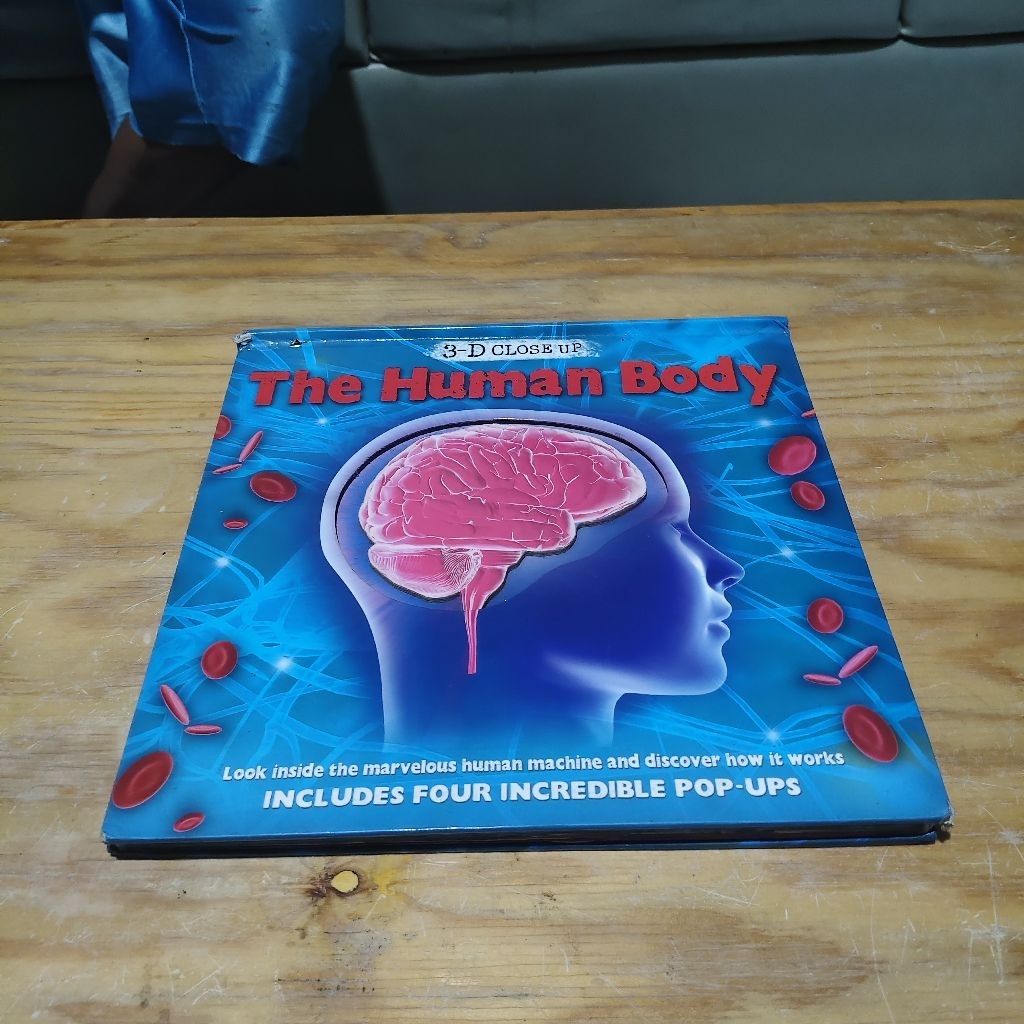 3-D CLOSE UP
The Human Body
Look inside the marvelous human machine and discover how it works
INCLUDES FOUR INCREDIBLE POP-UPS